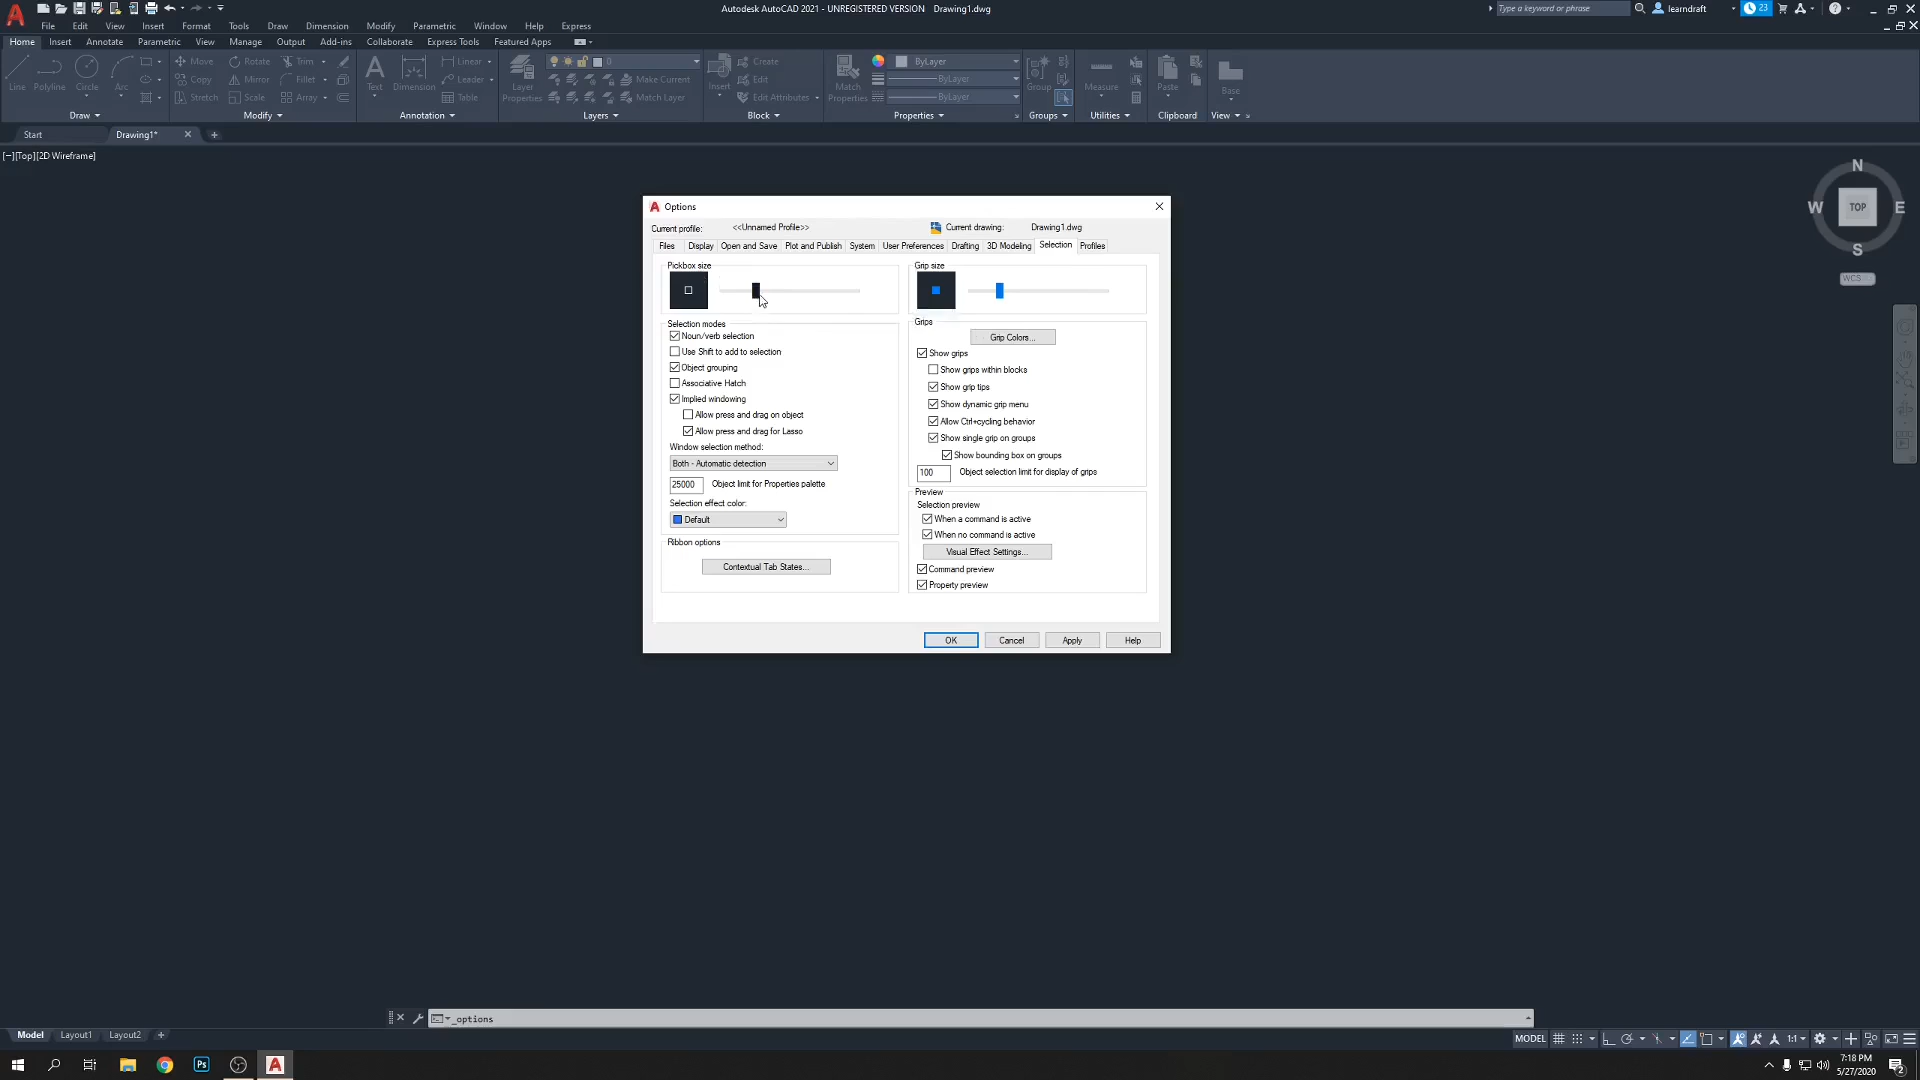 Autodesk AutoCAD 2021 - UNREGISTERED VERSION Drawing1.dwg
Type a keyword or phrase
learndraft
23
File Edit View Insert Format Tools Draw Dimension Modify Parametric Window Help Express
Home Insert Annotate Parametric View Manage Output Add-ins Collaborate Express Tools Featured Apps
Line Polyline Circle Arc
Move Rotate Trim
Copy Mirror Fillet
Stretch Scale Array
Text Dimension
Linear
Leader
Table
Layer Properties
0
Make Current
Match Layer
Insert
Create
Edit
Edit Attributes
Match Properties
ByLayer
ByLayer
ByLayer
Group
Measure
Paste
Base
Draw Modify Annotation Layers Block Properties Groups Utilities Clipboard View
Start Drawing1*
[−][Top][2D Wireframe]
N
W TOP E
S
WCS
Options
Current profile: <<Unnamed Profile>> Current drawing: Drawing1.dwg
Files Display Open and Save Plot and Publish System User Preferences Drafting 3D Modeling Selection Profiles
Pickbox size
Selection modes
Noun/verb selection
Use Shift to add to selection
Object grouping
Associative Hatch
Implied windowing
Allow press and drag on object
Allow press and drag for Lasso
Window selection method:
Both - Automatic detection
25000 Object limit for Properties palette
Selection effect color:
Default
Ribbon options
Contextual Tab States...
Grip size
Grips
Grip Colors...
Show grips
Show grips within blocks
Show grip tips
Show dynamic grip menu
Allow Ctrl+cycling behavior
Show single grip on groups
Show bounding box on groups
100 Object selection limit for display of grips
Preview
Selection preview
When a command is active
When no command is active
Visual Effect Settings...
Command preview
Property preview
OK Cancel Apply Help
_options
Model Layout1 Layout2
MODEL 1:1
Ps
7:18 PM
5/27/2020
2